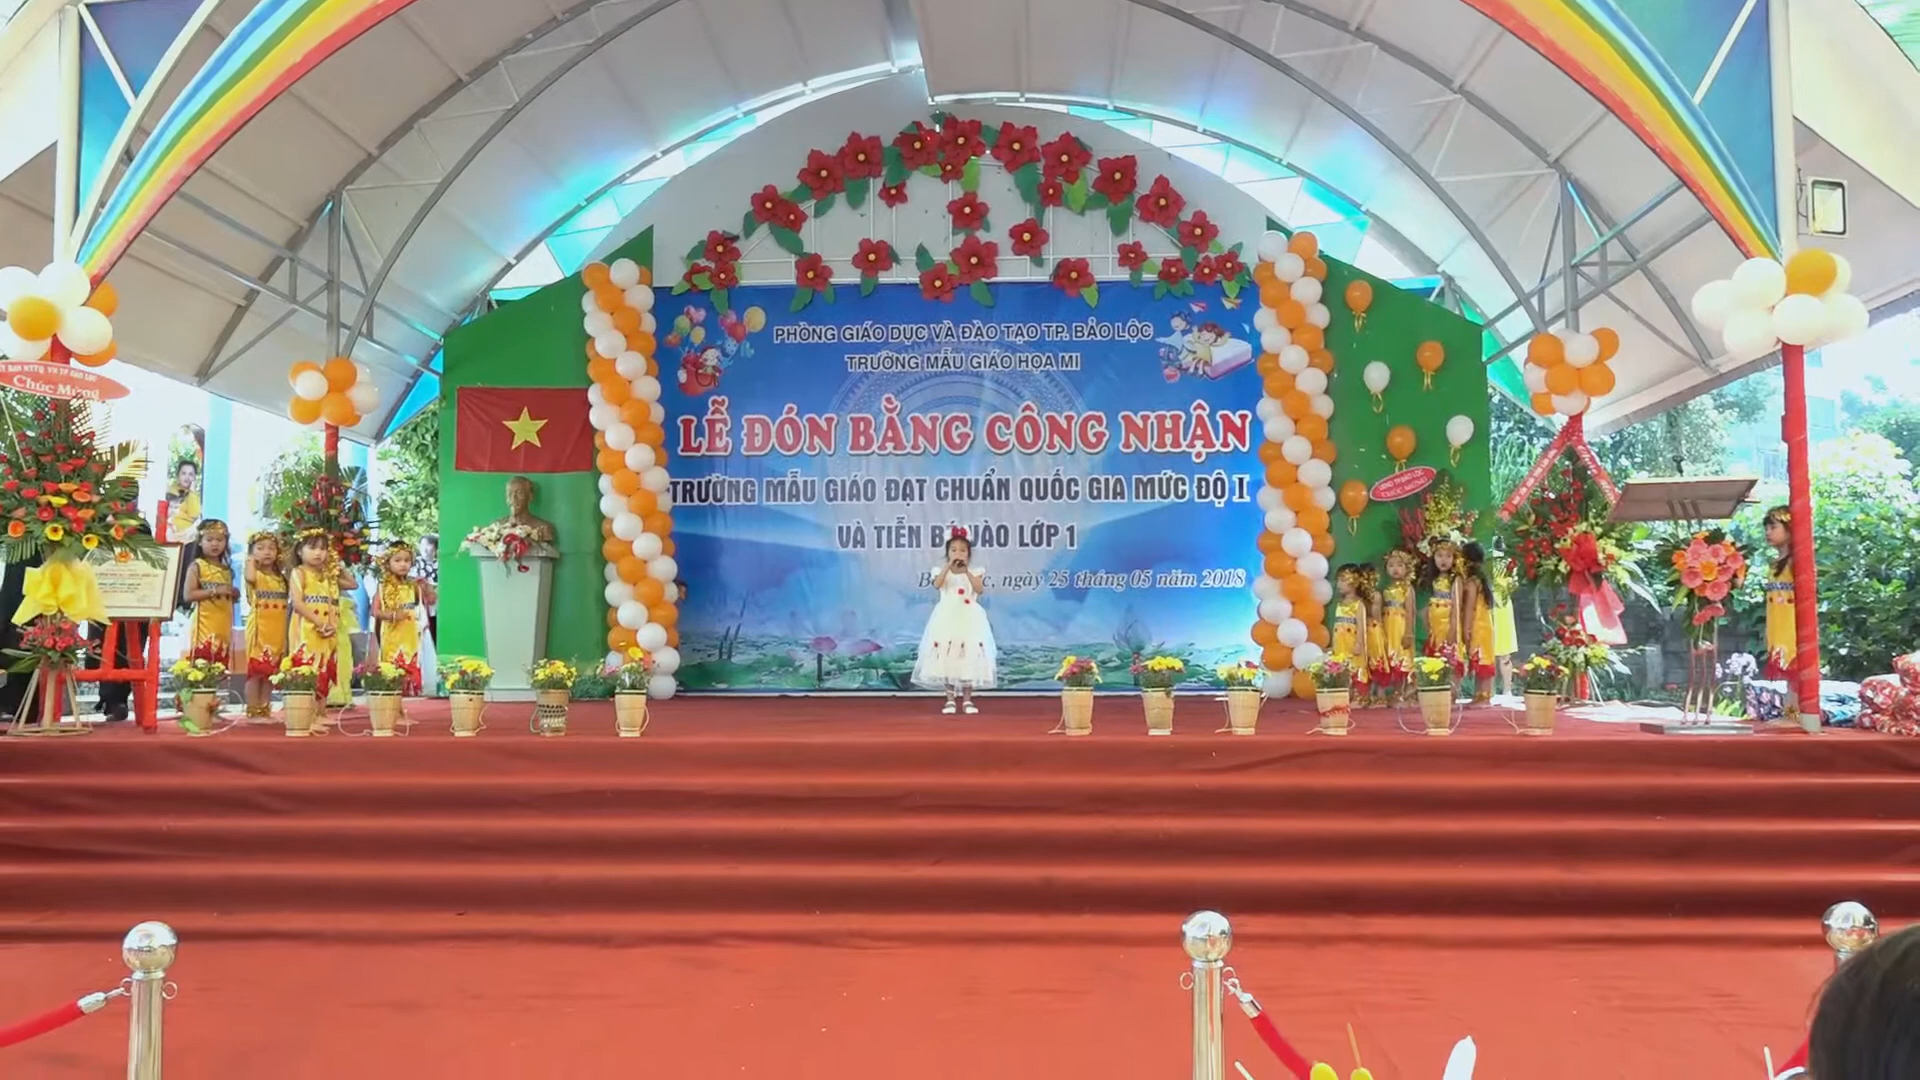 PHÒNG GIÁO DỤC VÀ ĐÀO TẠO TP. BẢO LỘC
TRƯỜNG MẪU GIÁO HỌA MI
LỄ ĐÓN BẰNG CÔNG NHẬN
TRƯỜNG MẪU GIÁO ĐẠT CHUẨN QUỐC GIA MỨC ĐỘ I
VÀ TIỄN BÉ VÀO LỚP 1
ngày 25 tháng 05 năm 2018
Chúc Mừng